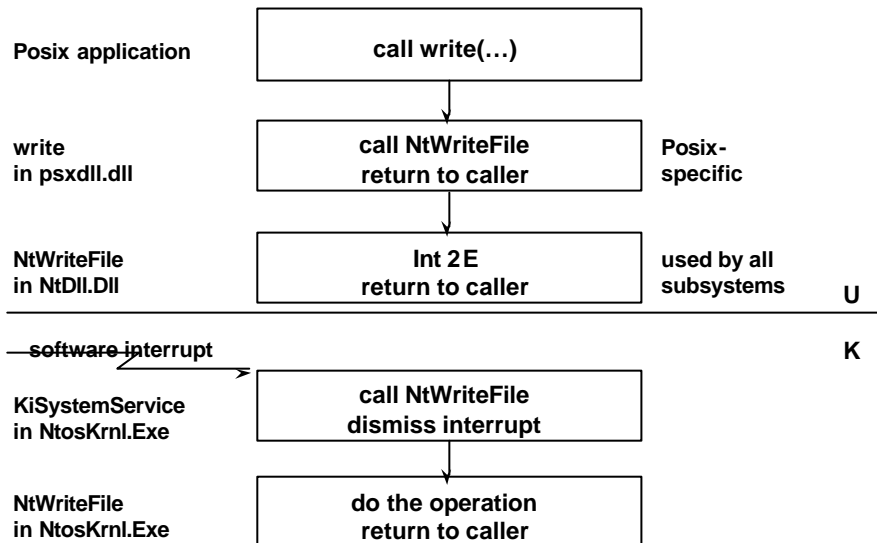 Posix application
call write(…)
write
in psxdll.dll
call NtWriteFile
return to caller
Posix-
specific
NtWriteFile
in NtDll.Dll
Int 2E
return to caller
used by all
subsystems
U
software interrupt
K
KiSystemService
in NtosKrnl.Exe
call NtWriteFile
dismiss interrupt
NtWriteFile
in NtosKrnl.Exe
do the operation
return to caller